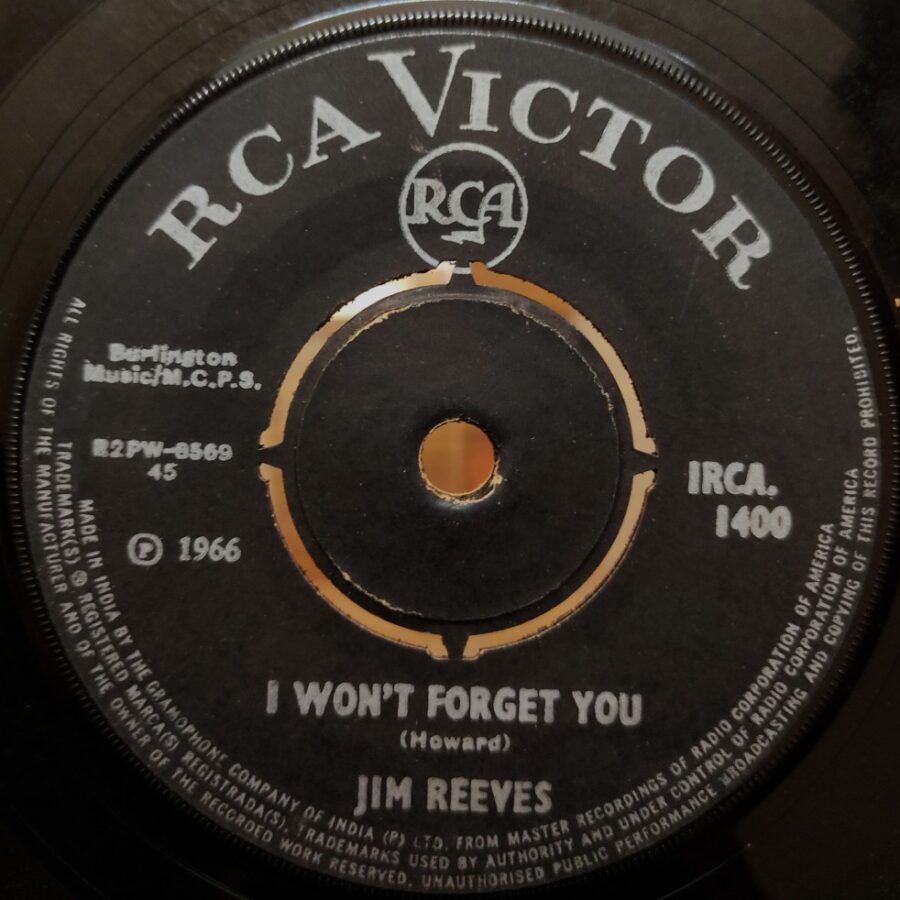 RCA VICTOR
RCA
Burlington
Music/M.C.P.S.
R2PW-8569
45
℗ 1966
IRCA.
1400
I WON'T FORGET YOU
(Howard)
JIM REEVES
MADE IN INDIA BY THE GRAMOPHONE COMPANY OF INDIA (P) LTD. FROM MASTER RECORDINGS OF RADIO CORPORATION OF AMERICA
TRADEMARK(S) ® REGISTERED MARCA(S) REGISTRADA(S). TRADEMARKS USED BY AUTHORITY AND UNDER CONTROL OF RADIO CORPORATION OF AMERICA
ALL RIGHTS OF THE MANUFACTURER AND OF THE OWNER OF THE RECORDED WORK RESERVED. UNAUTHORISED PUBLIC PERFORMANCE BROADCASTING AND COPYING OF THIS RECORD PROHIBITED.